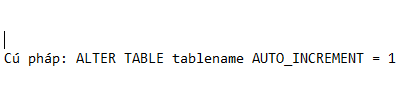 Cú pháp: ALTER TABLE tablename AUTO_INCREMENT = 1